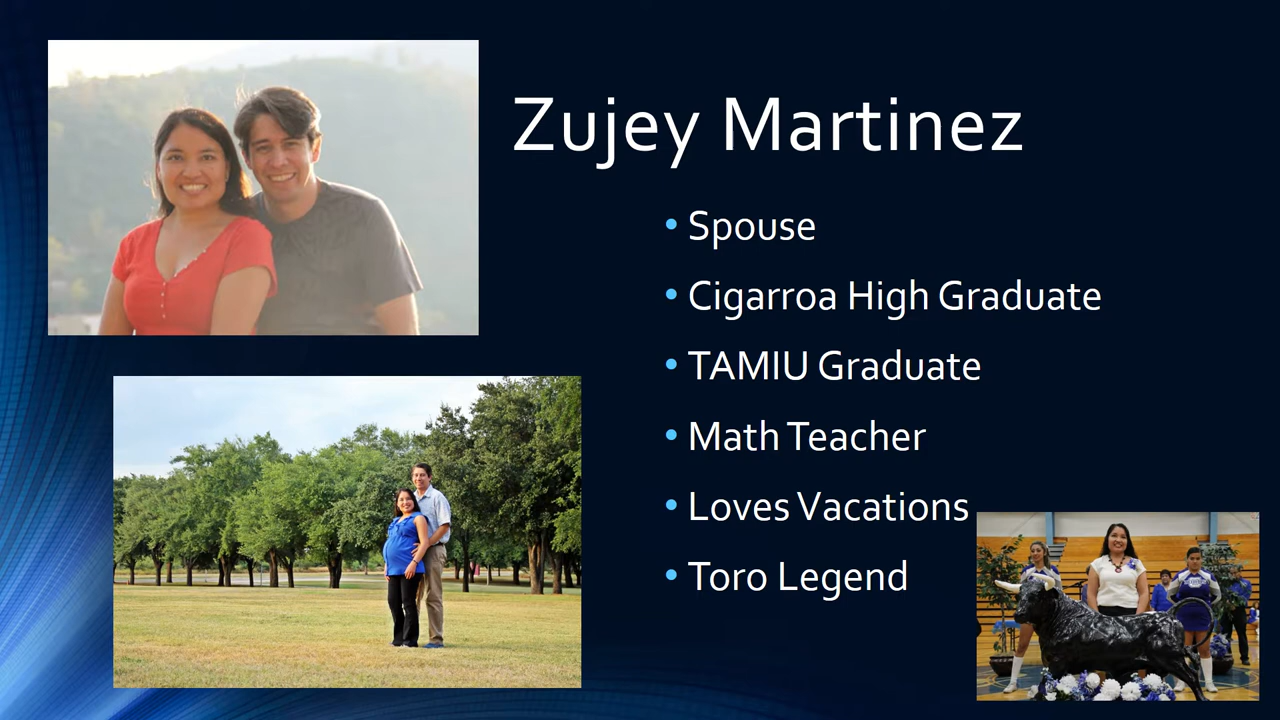 Zujey Martinez
• Spouse
• Cigarroa High Graduate
• TAMIU Graduate
• Math Teacher
• Loves Vacations
• Toro Legend